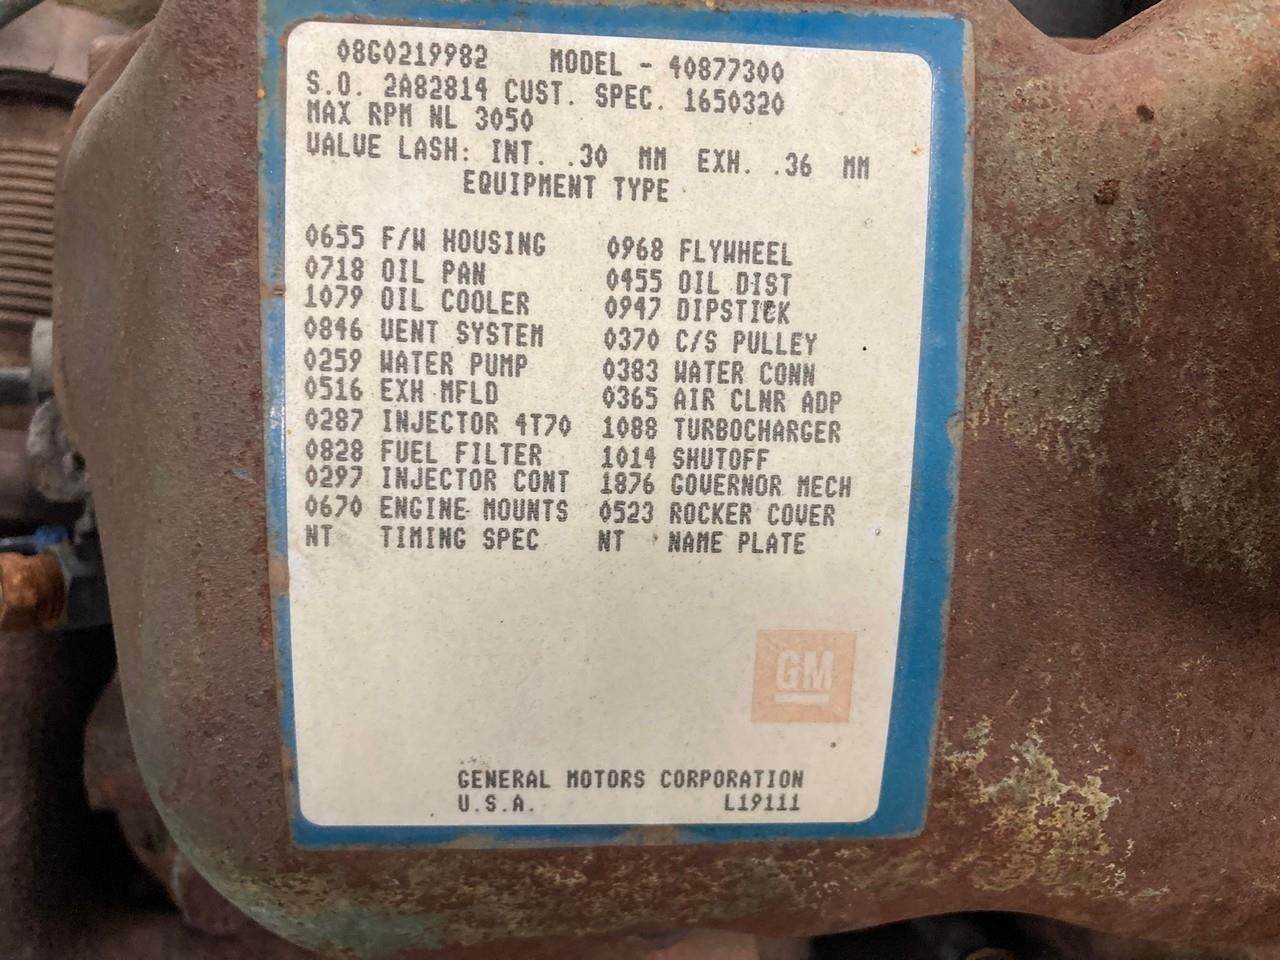 08G0219982 MODEL - 40877300
S.O. 2A82814 CUST. SPEC. 1650320
MAX RPM NL 3050
VALVE LASH: INT. .30 MM EXH. .36 MM
EQUIPMENT TYPE
0655 F/W HOUSING 0968 FLYWHEEL
0718 OIL PAN 0455 OIL DIST
1079 OIL COOLER 0947 DIPSTICK
0846 VENT SYSTEM 0370 C/S PULLEY
0259 WATER PUMP 0383 WATER CONN
0516 EXH MFLD 0365 AIR CLNR ADP
0287 INJECTOR 4T70 1088 TURBOCHARGER
0828 FUEL FILTER 1014 SHUTOFF
0297 INJECTOR CONT 1876 GOVERNOR MECH
0670 ENGINE MOUNTS 0523 ROCKER COVER
NT TIMING SPEC NT NAME PLATE
GM
GENERAL MOTORS CORPORATION
U.S.A. L19111